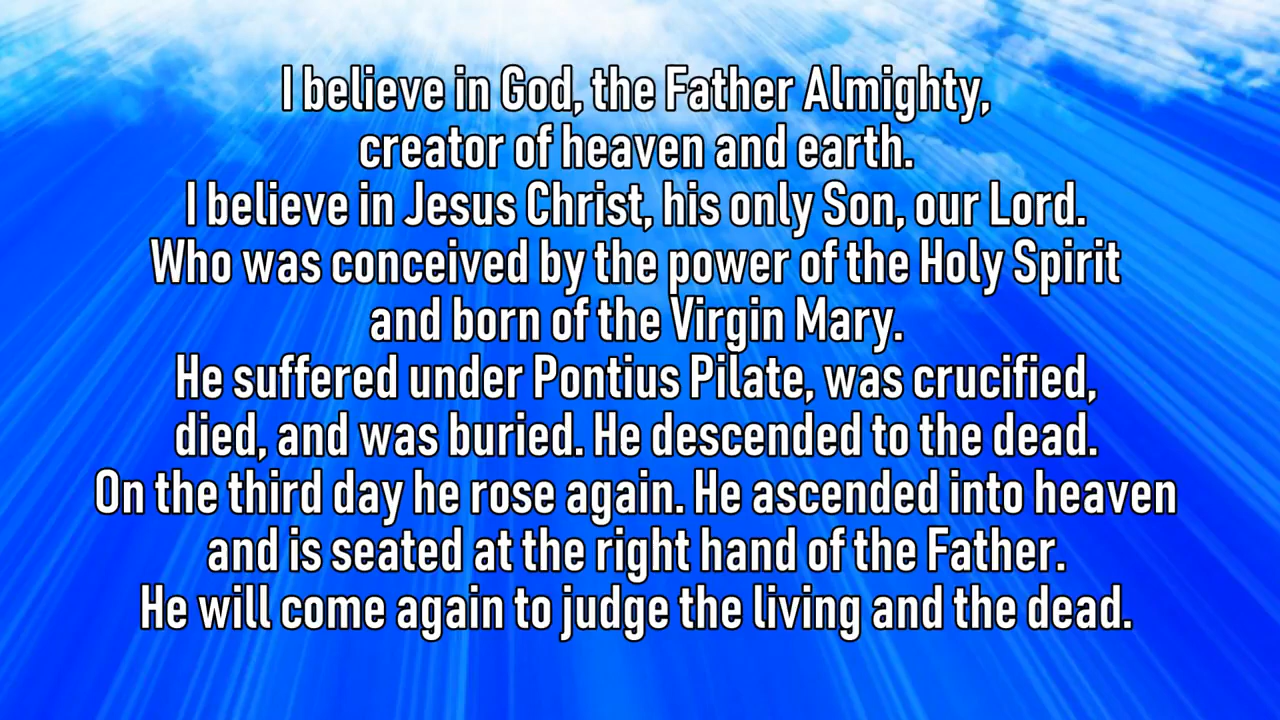 I believe in God, the Father Almighty,
creator of heaven and earth.
I believe in Jesus Christ, his only Son, our Lord.
Who was conceived by the power of the Holy Spirit
and born of the Virgin Mary.
He suffered under Pontius Pilate, was crucified,
died, and was buried. He descended to the dead.
On the third day he rose again. He ascended into heaven
and is seated at the right hand of the Father.
He will come again to judge the living and the dead.